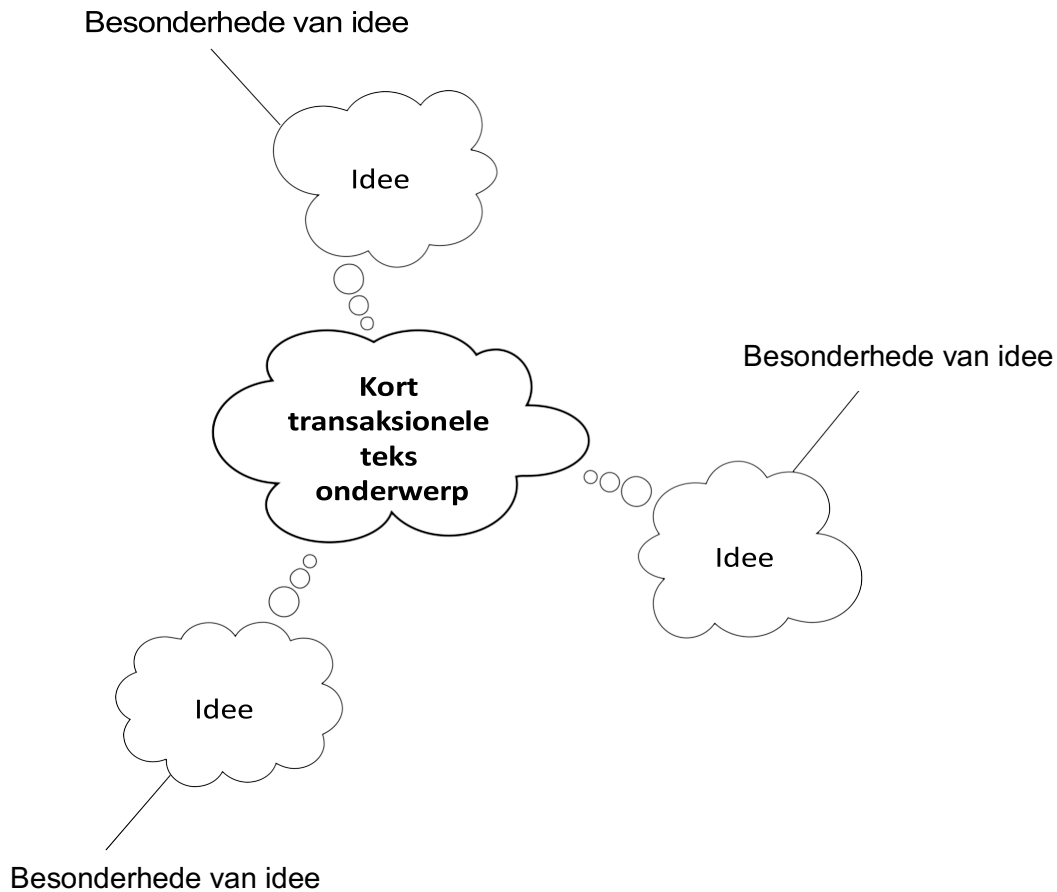 Besonderhede van idee
Idee
Besonderhede van idee
Kort
transaksionele
teks
onderwerp
Idee
Idee
Besonderhede van idee